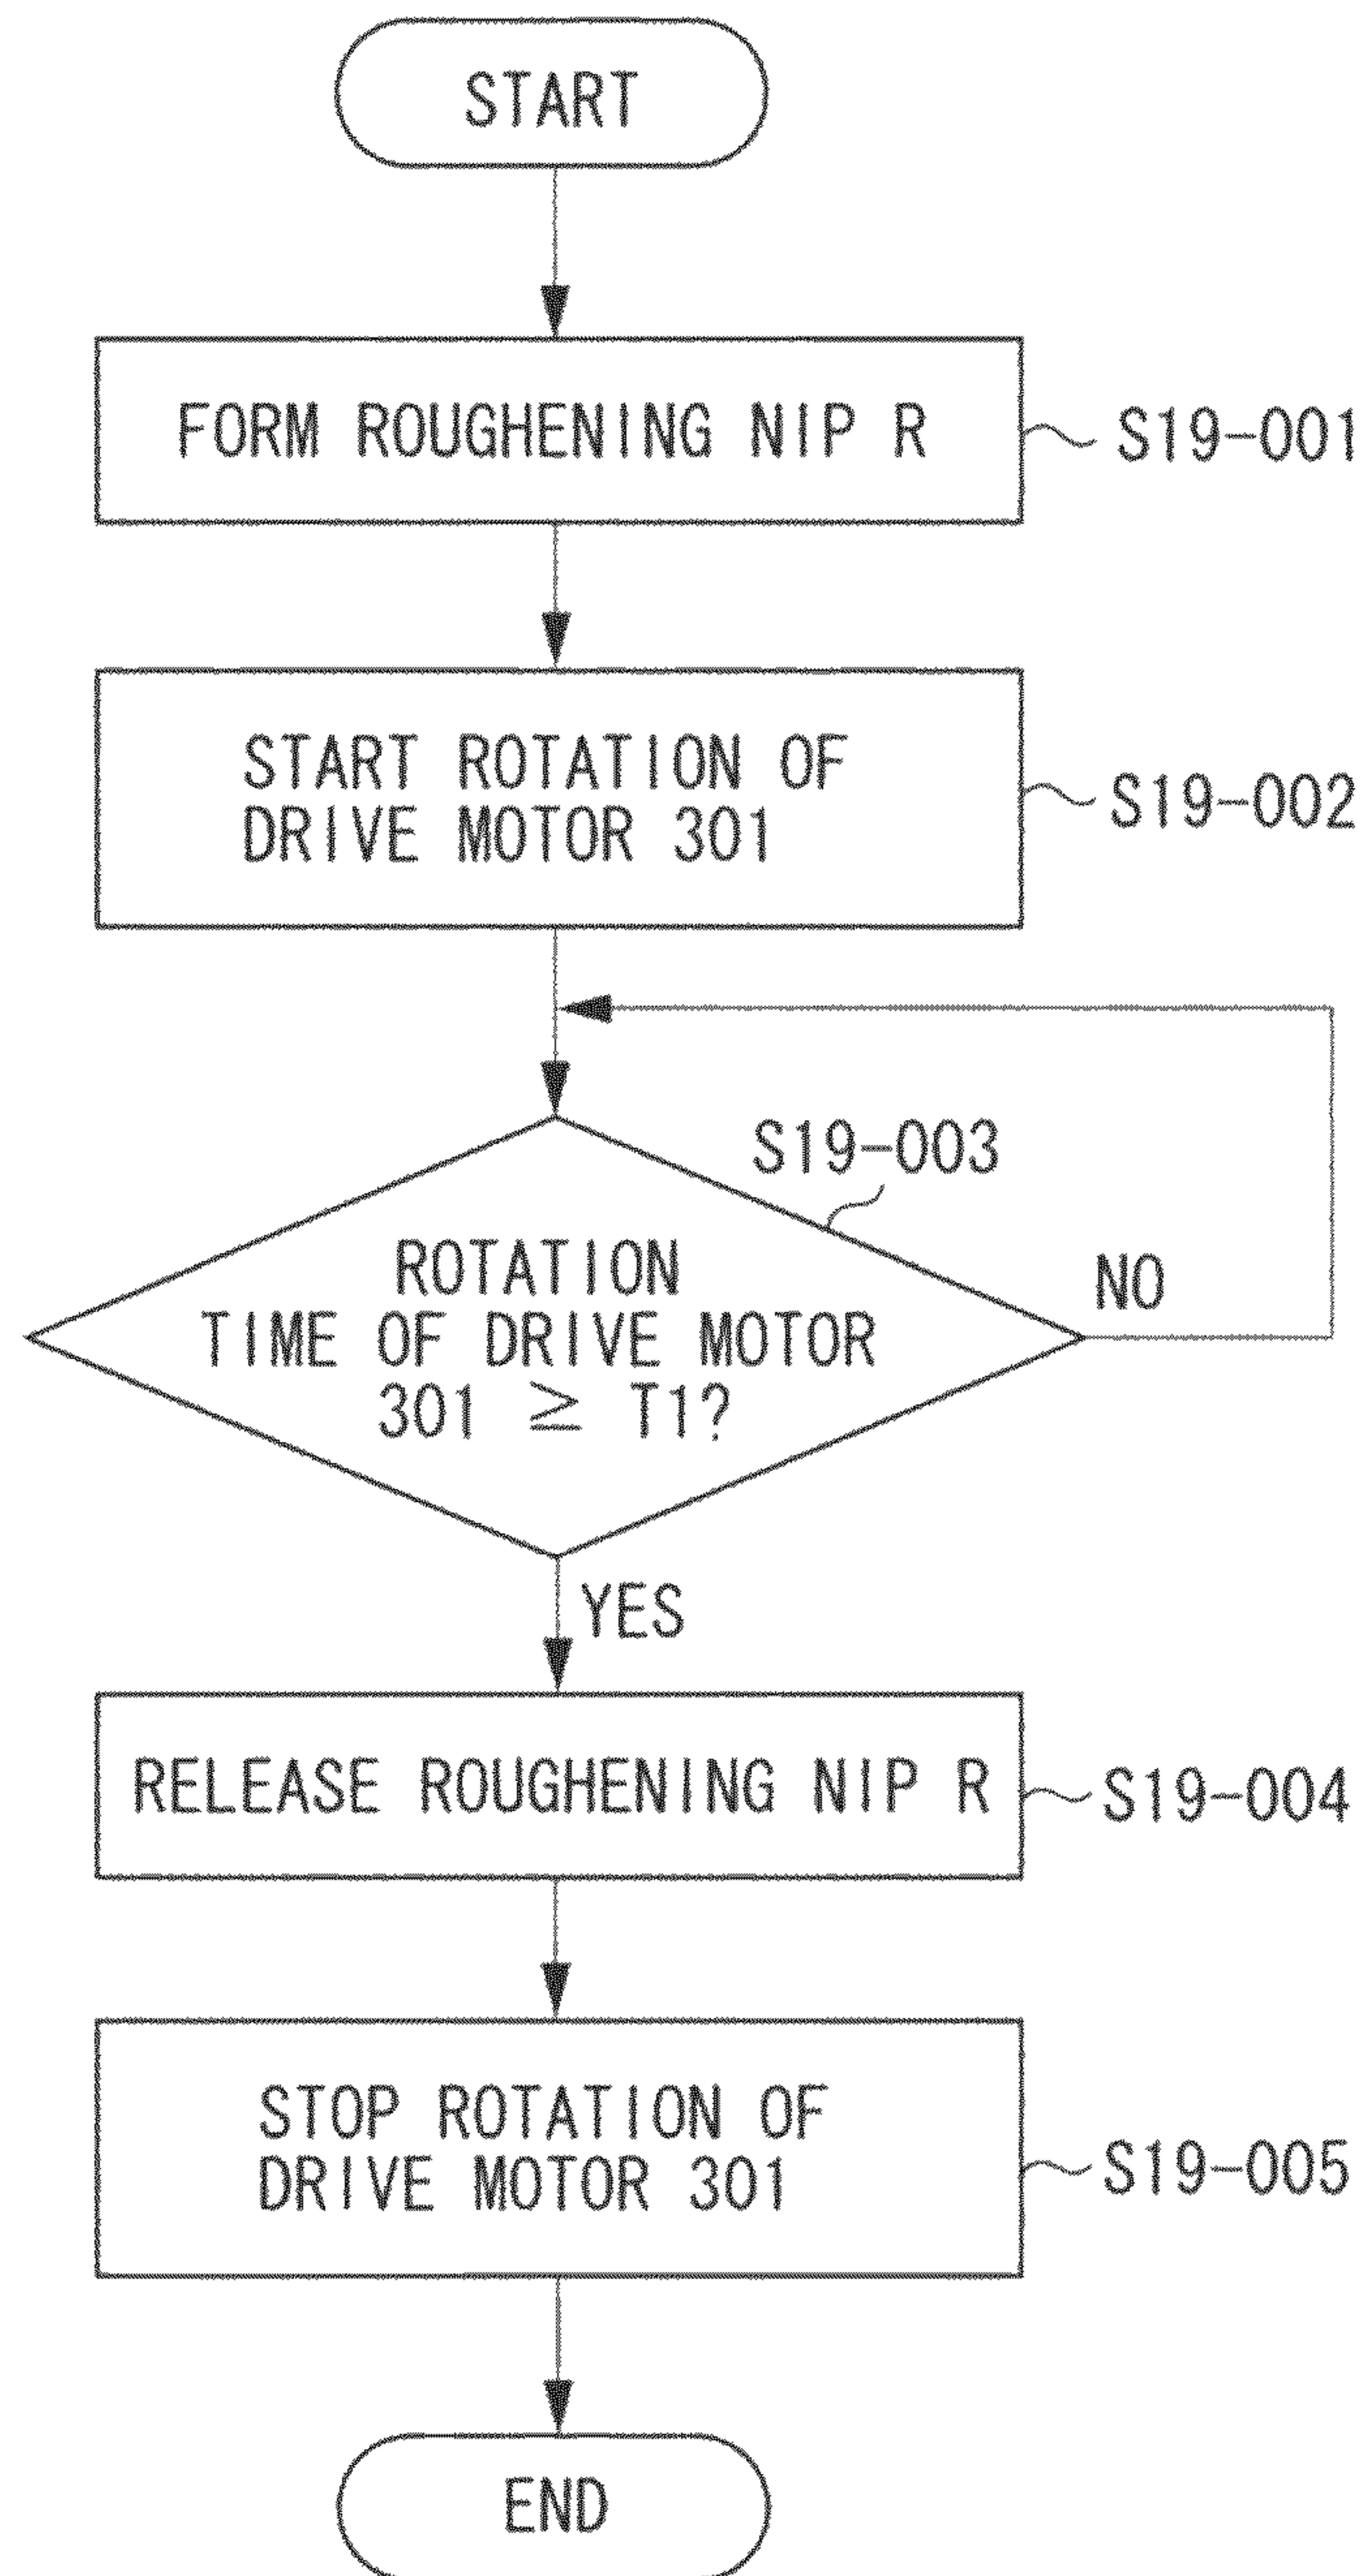 START
FORM ROUGHENING NIP R
S19-001
START ROTATION OF
DRIVE MOTOR 301
S19-002
S19-003
ROTATION
TIME OF DRIVE MOTOR
301 ≧ T1?
NO
YES
RELEASE ROUGHENING NIP R
S19-004
STOP ROTATION OF
DRIVE MOTOR 301
S19-005
END